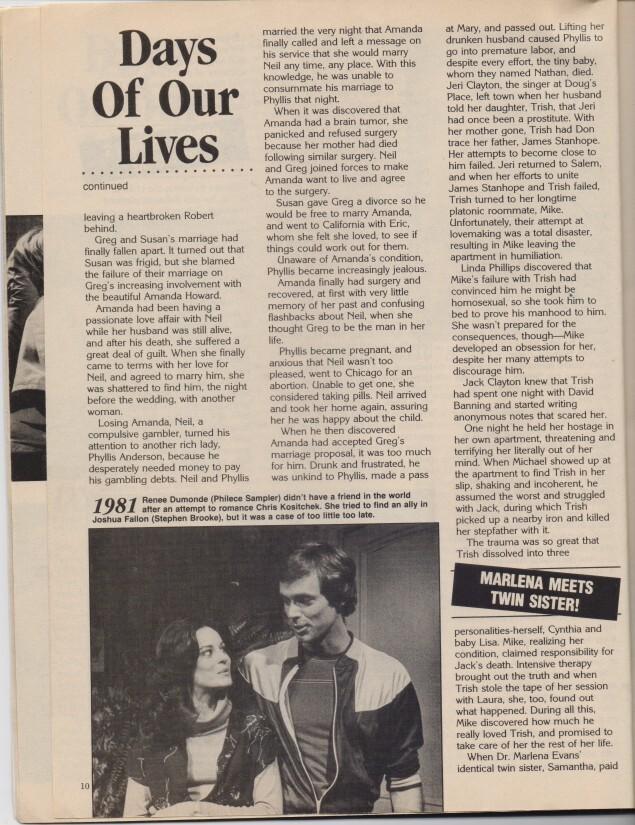 Days
Of Our
Lives
continued
leaving a heartbroken Robert
behind.
Greg and Susan's marriage had
finally fallen apart. It turned out that
Susan was frigid, but she blamed
the failure of their marriage on
Greg's increasing involvement with
the beautiful Amanda Howard.
Amanda had been having a
passionate love affair with Neil
while her husband was still alive,
and after his death, she suffered a
great deal of guilt. When she finally
came to terms with her love for
Neil, and agreed to marry him, she
was shattered to find him, the night
before the wedding, with another
woman.
Losing Amanda, Neil, a
compulsive gambler, turned his
attention to another rich lady,
Phyllis Anderson, because he
desperately needed money to pay
his gambling debts. Neil and Phyllis
married the very night that Amanda
finally called and left a message on
his service that she would marry
Neil any time, any place. With this
knowledge, he was unable to
consummate his marriage to
Phyllis that night.
When it was discovered that
Amanda had a brain tumor, she
panicked and refused surgery
because her mother had died
following similar surgery. Neil
and Greg joined forces to make
Amanda want to live and agree
to the surgery.
Susan gave Greg a divorce so he
would be free to marry Amanda,
and went to California with Eric,
whom she felt she loved, to see if
things could work out for them.
Unaware of Amanda's condition,
Phyllis became increasingly jealous.
Amanda finally had surgery and
recovered, at first with very little
memory of her past and confusing
flashbacks about Neil, when she
thought Greg to be the man in her
life.
Phyllis became pregnant, and
anxious that Neil wasn't too
pleased, went to Chicago for an
abortion. Unable to get one, she
considered taking pills. Neil arrived
and took her home again, assuring
her he was happy about the child.
When he then discovered
Amanda had accepted Greg's
marriage proposal, it was too much
for him. Drunk and frustrated, he
was unkind to Phyllis, made a pass
at Mary, and passed out. Lifting her
drunken husband caused Phyllis to
go into premature labor, and
despite every effort, the tiny baby,
whom they named Nathan, died.
Jeri Clayton, the singer at Doug's
Place, left town when her husband
told her daughter, Trish, that Jeri
had once been a prostitute. With
her mother gone, Trish had Don
trace her father, James Stanhope.
Her attempts to become close to
him failed. Jeri returned to Salem,
and when her efforts to unite
James Stanhope and Trish failed,
Trish turned to her longtime
platonic roommate, Mike.
Unfortunately, their attempt at
lovemaking was a total disaster,
resulting in Mike leaving the
apartment in humiliation.
Linda Phillips discovered that
Mike's failure with Trish had
convinced him he might be
homosexual, so she took him to
bed to prove his manhood to him.
She wasn't prepared for the
consequences, though—Mike
developed an obsession for her,
despite her many attempts to
discourage him.
Jack Clayton knew that Trish
had spent one night with David
Banning and started writing
anonymous notes that scared her.
One night he held her hostage in
her own apartment, threatening and
terrifying her literally out of her
mind. When Michael showed up at
the apartment to find Trish in her
slip, shaking and incoherent, he
assumed the worst and struggled
with Jack, during which Trish
picked up a nearby iron and killed
her stepfather with it.
The trauma was so great that
Trish dissolved into three
MARLENA MEETS
TWIN SISTER!
personalities-herself, Cynthia and
baby Lisa. Mike, realizing her
condition, claimed responsibility for
Jack's death. Intensive therapy
brought out the truth and when
Trish stole the tape of her session
with Laura, she, too, found out
what happened. During all this,
Mike discovered how much he
really loved Trish, and promised to
take care of her the rest of her life.
When Dr. Marlena Evans'
identical twin sister, Samantha, paid
1981 Renee Dumonde (Philece Sampler) didn't have a friend in the world
after an attempt to romance Chris Kositchek. She tried to find an ally in
Joshua Fallon (Stephen Brooke), but it was a case of too little too late.
10